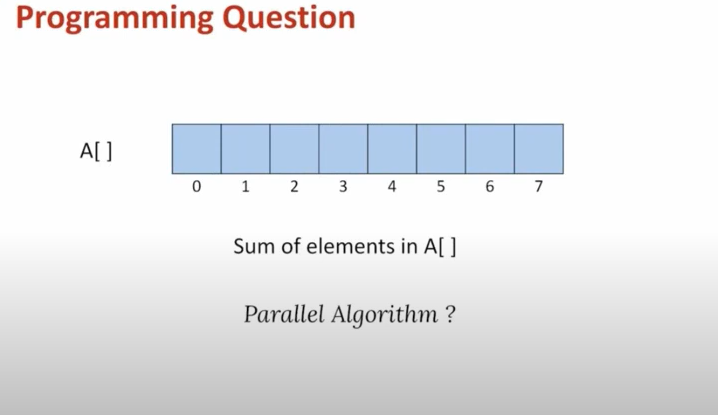 Programming Question
A[ ]
0 1 2 3 4 5 6 7
Sum of elements in A[ ]
Parallel Algorithm ?